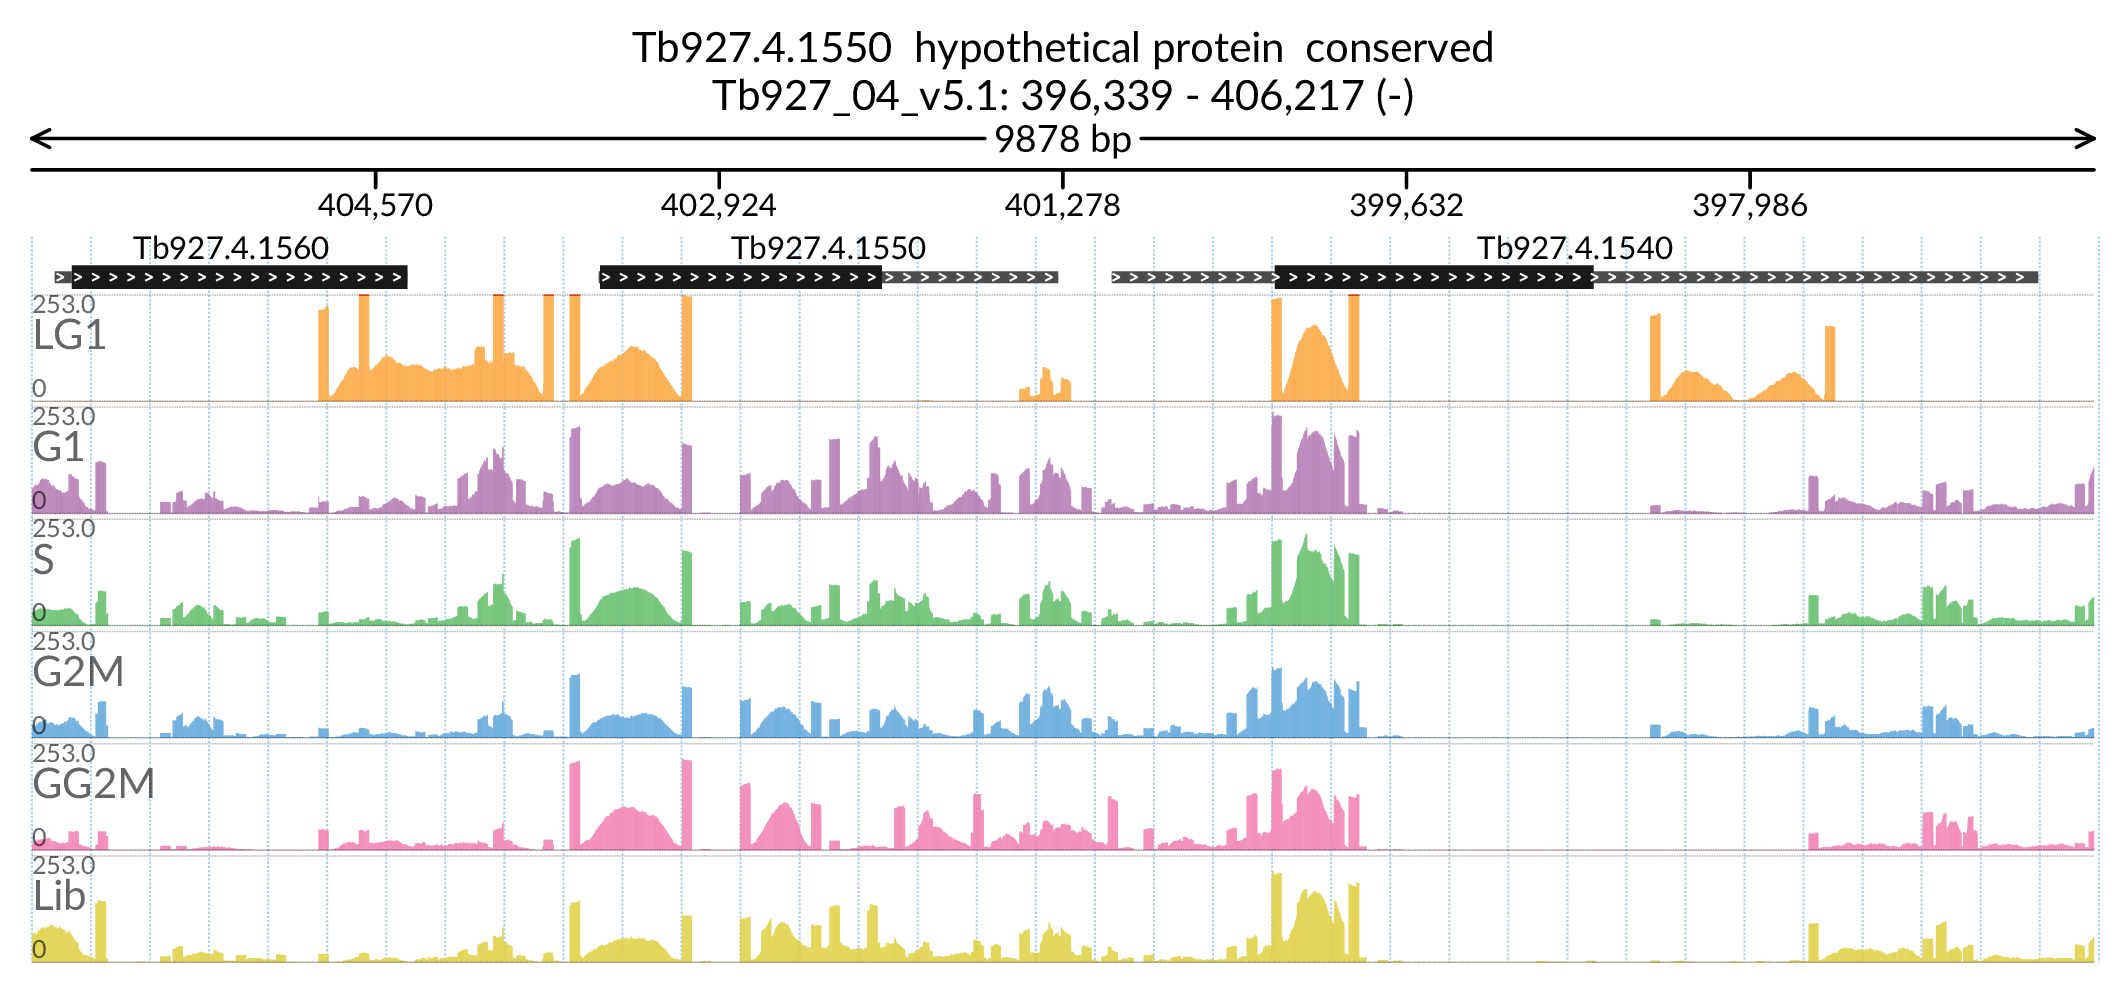 Tb927.4.1550  hypothetical protein  conserved
Tb927_04_v5.1: 396,339 - 406,217 (-)
9878 bp
404,570 402,924 401,278 399,632 397,986
Tb927.4.1560 Tb927.4.1550 Tb927.4.1540
253.0
LG1
0
253.0
G1
0
253.0
S
0
253.0
G2M
0
253.0
GG2M
0
253.0
Lib
0